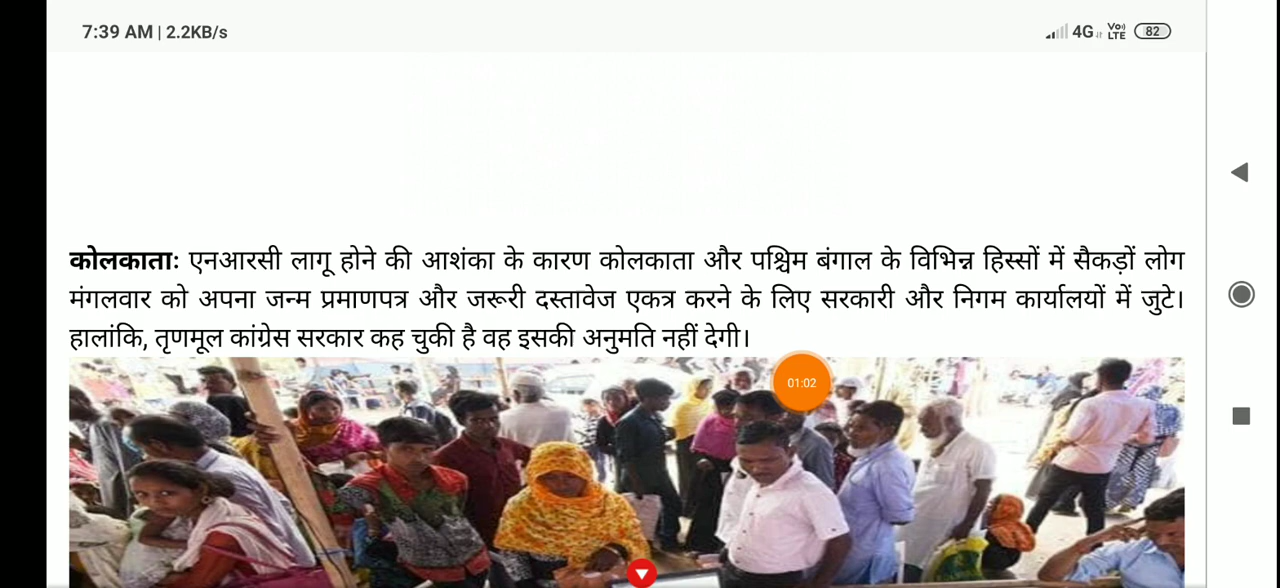 7:39 AM | 2.2KB/s 4G Vo) LTE 82
कोलकाताः एनआरसी लागू होने की आशंका के कारण कोलकाता और पश्चिम बंगाल के विभिन्न हिस्सों में सैकड़ों लोग
मंगलवार को अपना जन्म प्रमाणपत्र और जरूरी दस्तावेज एकत्र करने के लिए सरकारी और निगम कार्यालयों में जुटे।
हालांकि, तृणमूल कांग्रेस सरकार कह चुकी है वह इसकी अनुमति नहीं देगी।
01:02